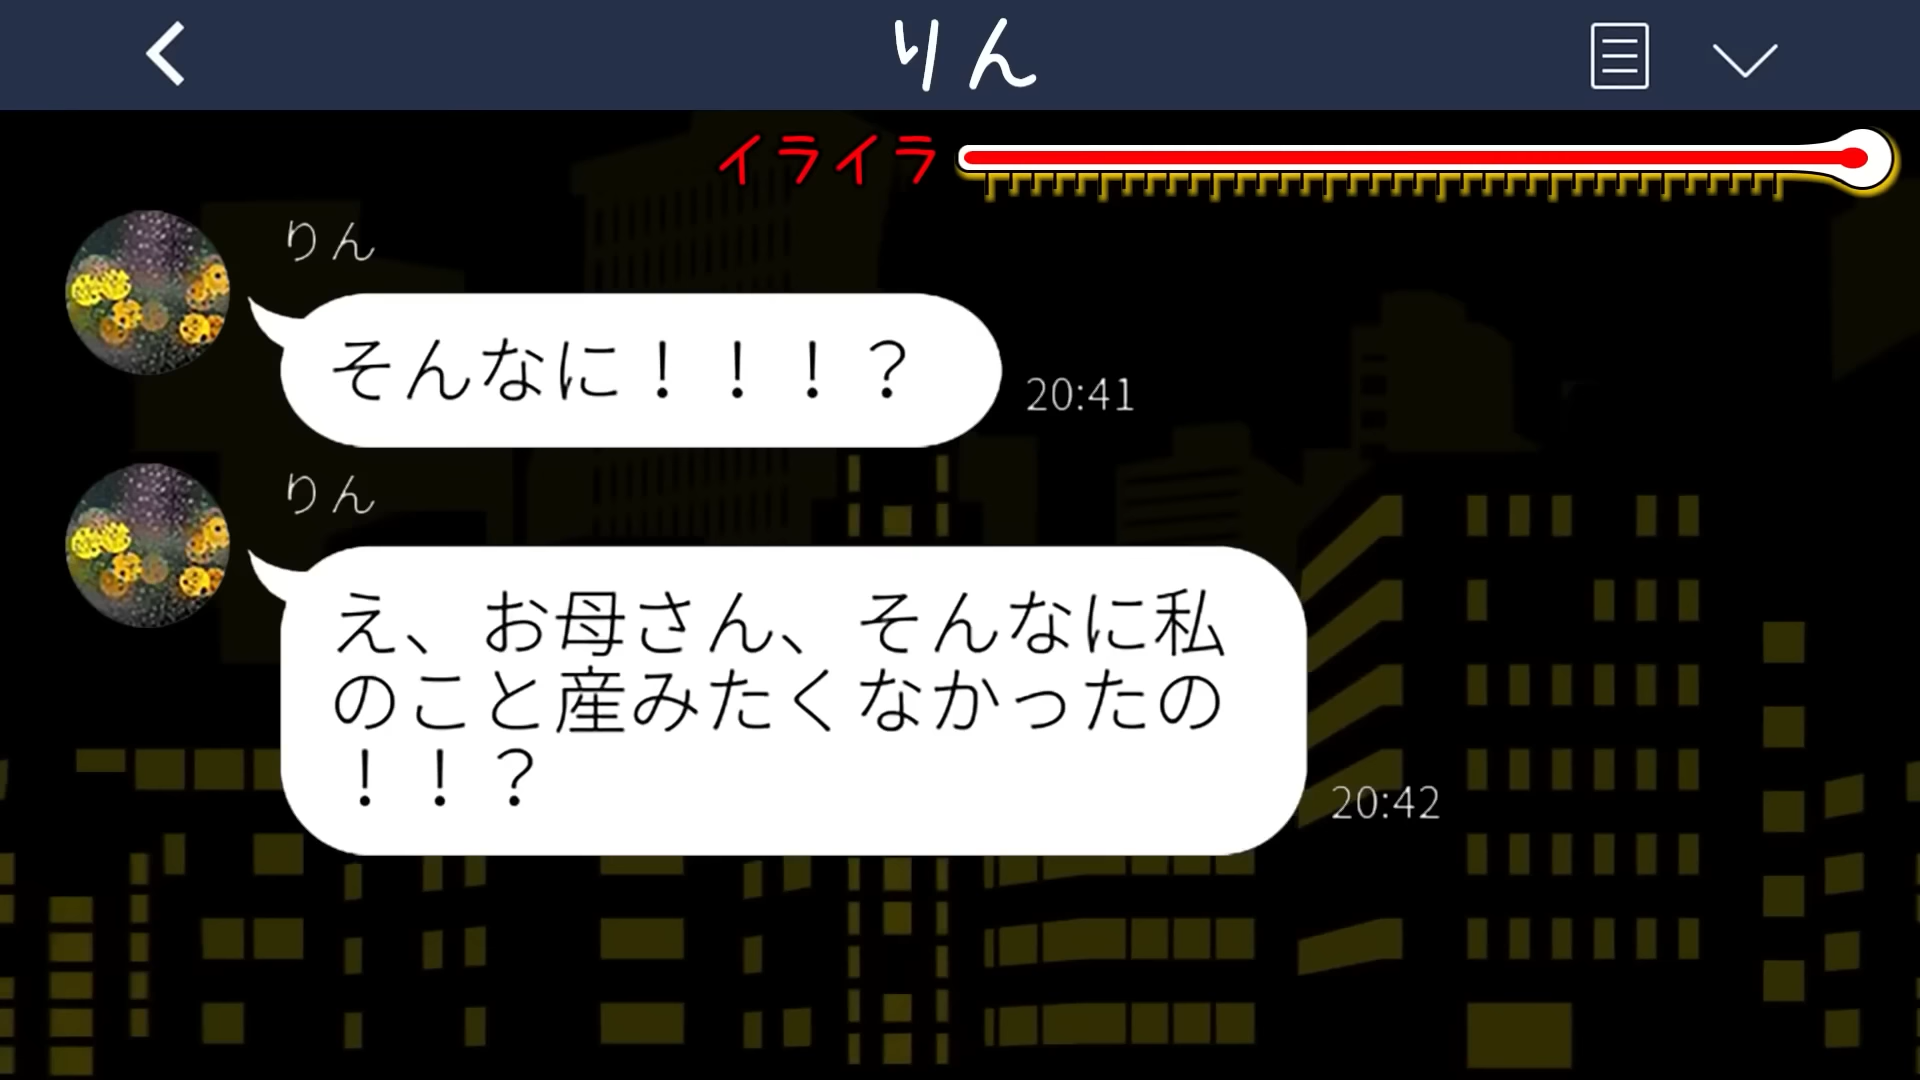 りん
イライラ
りん
そんなに！！！？
20:41
りん
え、お母さん、そんなに私
のこと産みたくなかったの
！！？
20:42